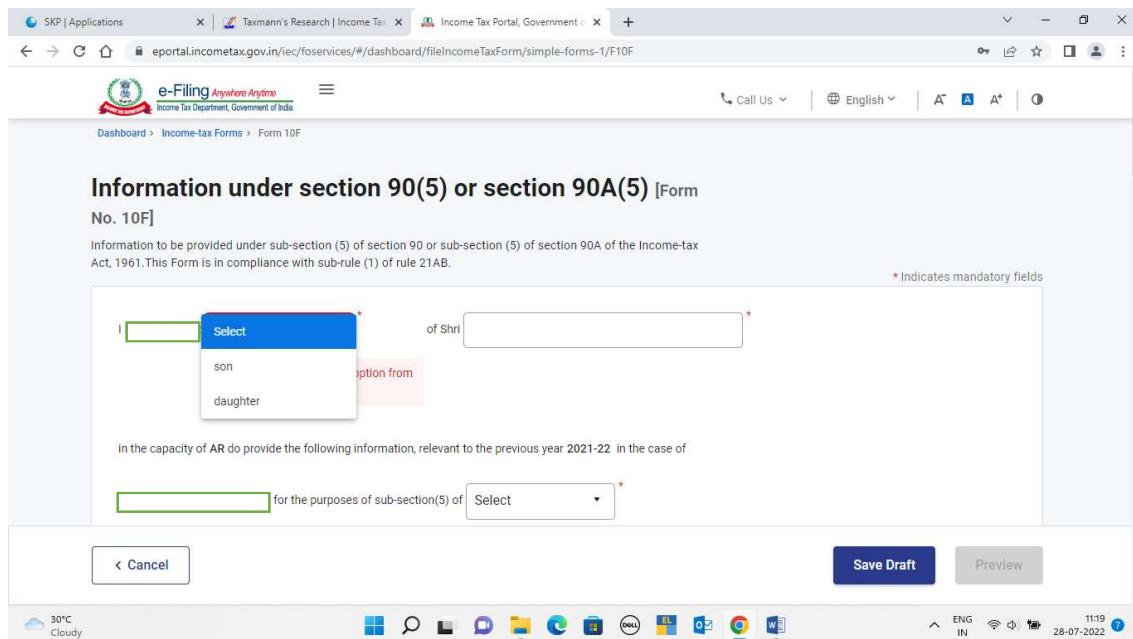 SKP | Applications
Taxmann's Research | Income Tax
Income Tax Portal, Government
eportal.incometax.gov.in/iec/foservices/#/dashboard/fileIncomeTaxForm/simple-forms-1/F10F
e-Filing Anywhere Anytime
Income Tax Department, Government of India
Call Us
English
A- A A+
Dashboard > Income-tax Forms > Form 10F
Information under section 90(5) or section 90A(5) [Form
No. 10F]
Information to be provided under sub-section (5) of section 90 or sub-section (5) of section 90A of the Income-tax
Act, 1961.This Form is in compliance with sub-rule (1) of rule 21AB.
* Indicates mandatory fields
I
Select
*
of Shri
*
son
option from
daughter
in the capacity of AR do provide the following information, relevant to the previous year 2021-22 in the case of
for the purposes of sub-section(5) of Select *
< Cancel
Save Draft
Preview
30°C
Cloudy
DELL
EL
ENG
IN
11:19
28-07-2022
7